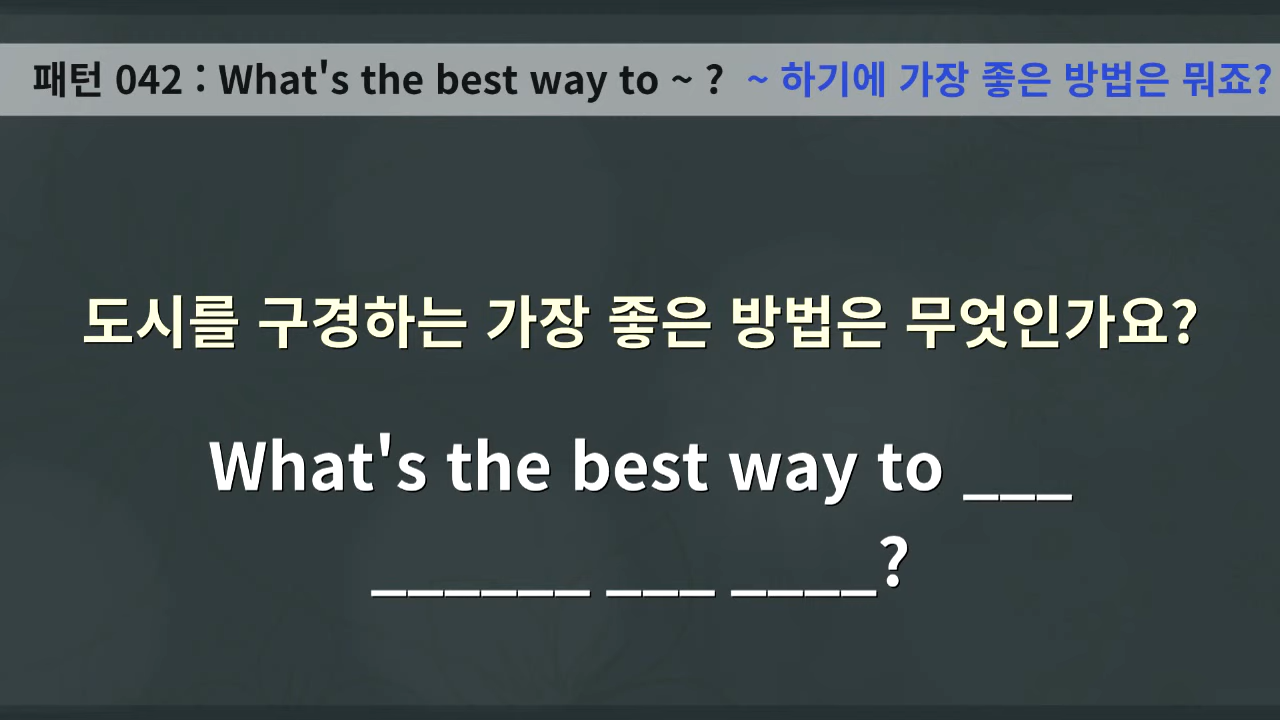 패턴 042 : What's the best way to ~ ? ~ 하기에 가장 좋은 방법은 뭐죠?
도시를 구경하는 가장 좋은 방법은 무엇인가요?
What's the best way to ___
______ ___ ____?